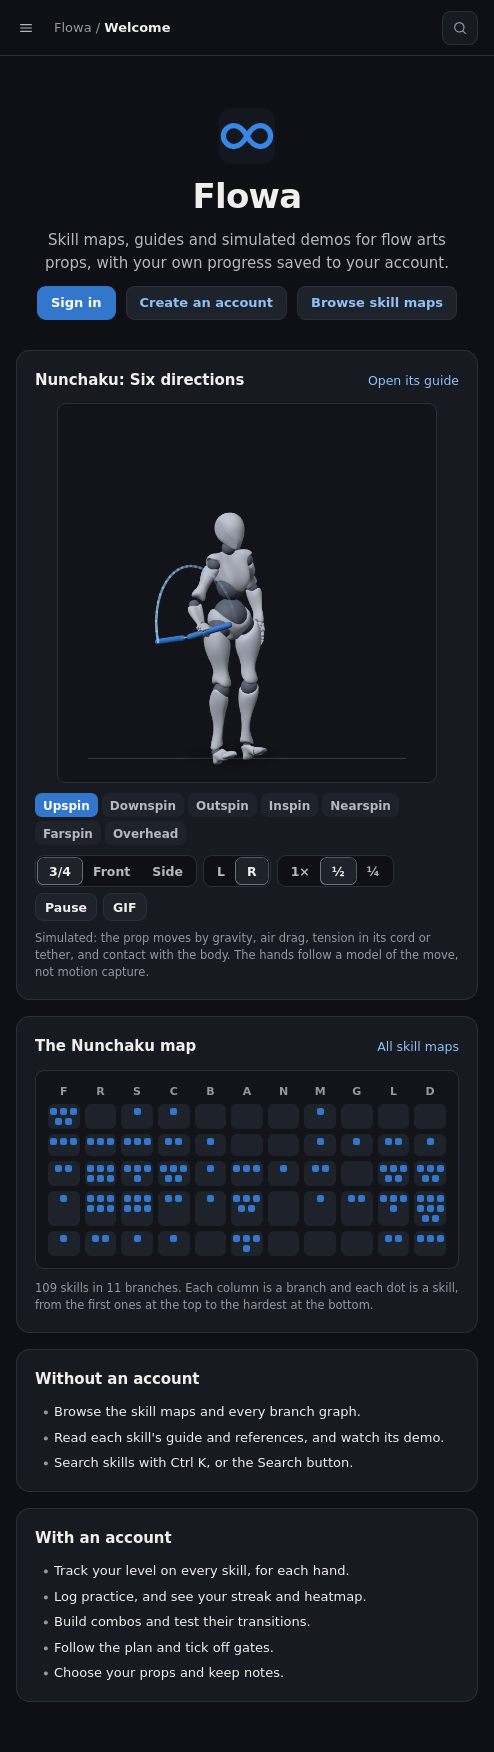 Flowa / Welcome
Flowa
Skill maps, guides and simulated demos for flow arts
props, with your own progress saved to your account.
Sign in
Create an account
Browse skill maps
Nunchaku: Six directions
Open its guide
Upspin
Downspin
Outspin
Inspin
Nearspin
Farspin
Overhead
3/4
Front
Side
L
R
1×
½
¼
Pause
GIF
Simulated: the prop moves by gravity, air drag, tension in its cord or
tether, and contact with the body. The hands follow a model of the move,
not motion capture.
The Nunchaku map
All skill maps
F R S C B A N M G L D
109 skills in 11 branches. Each column is a branch and each dot is a skill,
from the first ones at the top to the hardest at the bottom.
Without an account
• Browse the skill maps and every branch graph.
• Read each skill's guide and references, and watch its demo.
• Search skills with Ctrl K, or the Search button.
With an account
• Track your level on every skill, for each hand.
• Log practice, and see your streak and heatmap.
• Build combos and test their transitions.
• Follow the plan and tick off gates.
• Choose your props and keep notes.